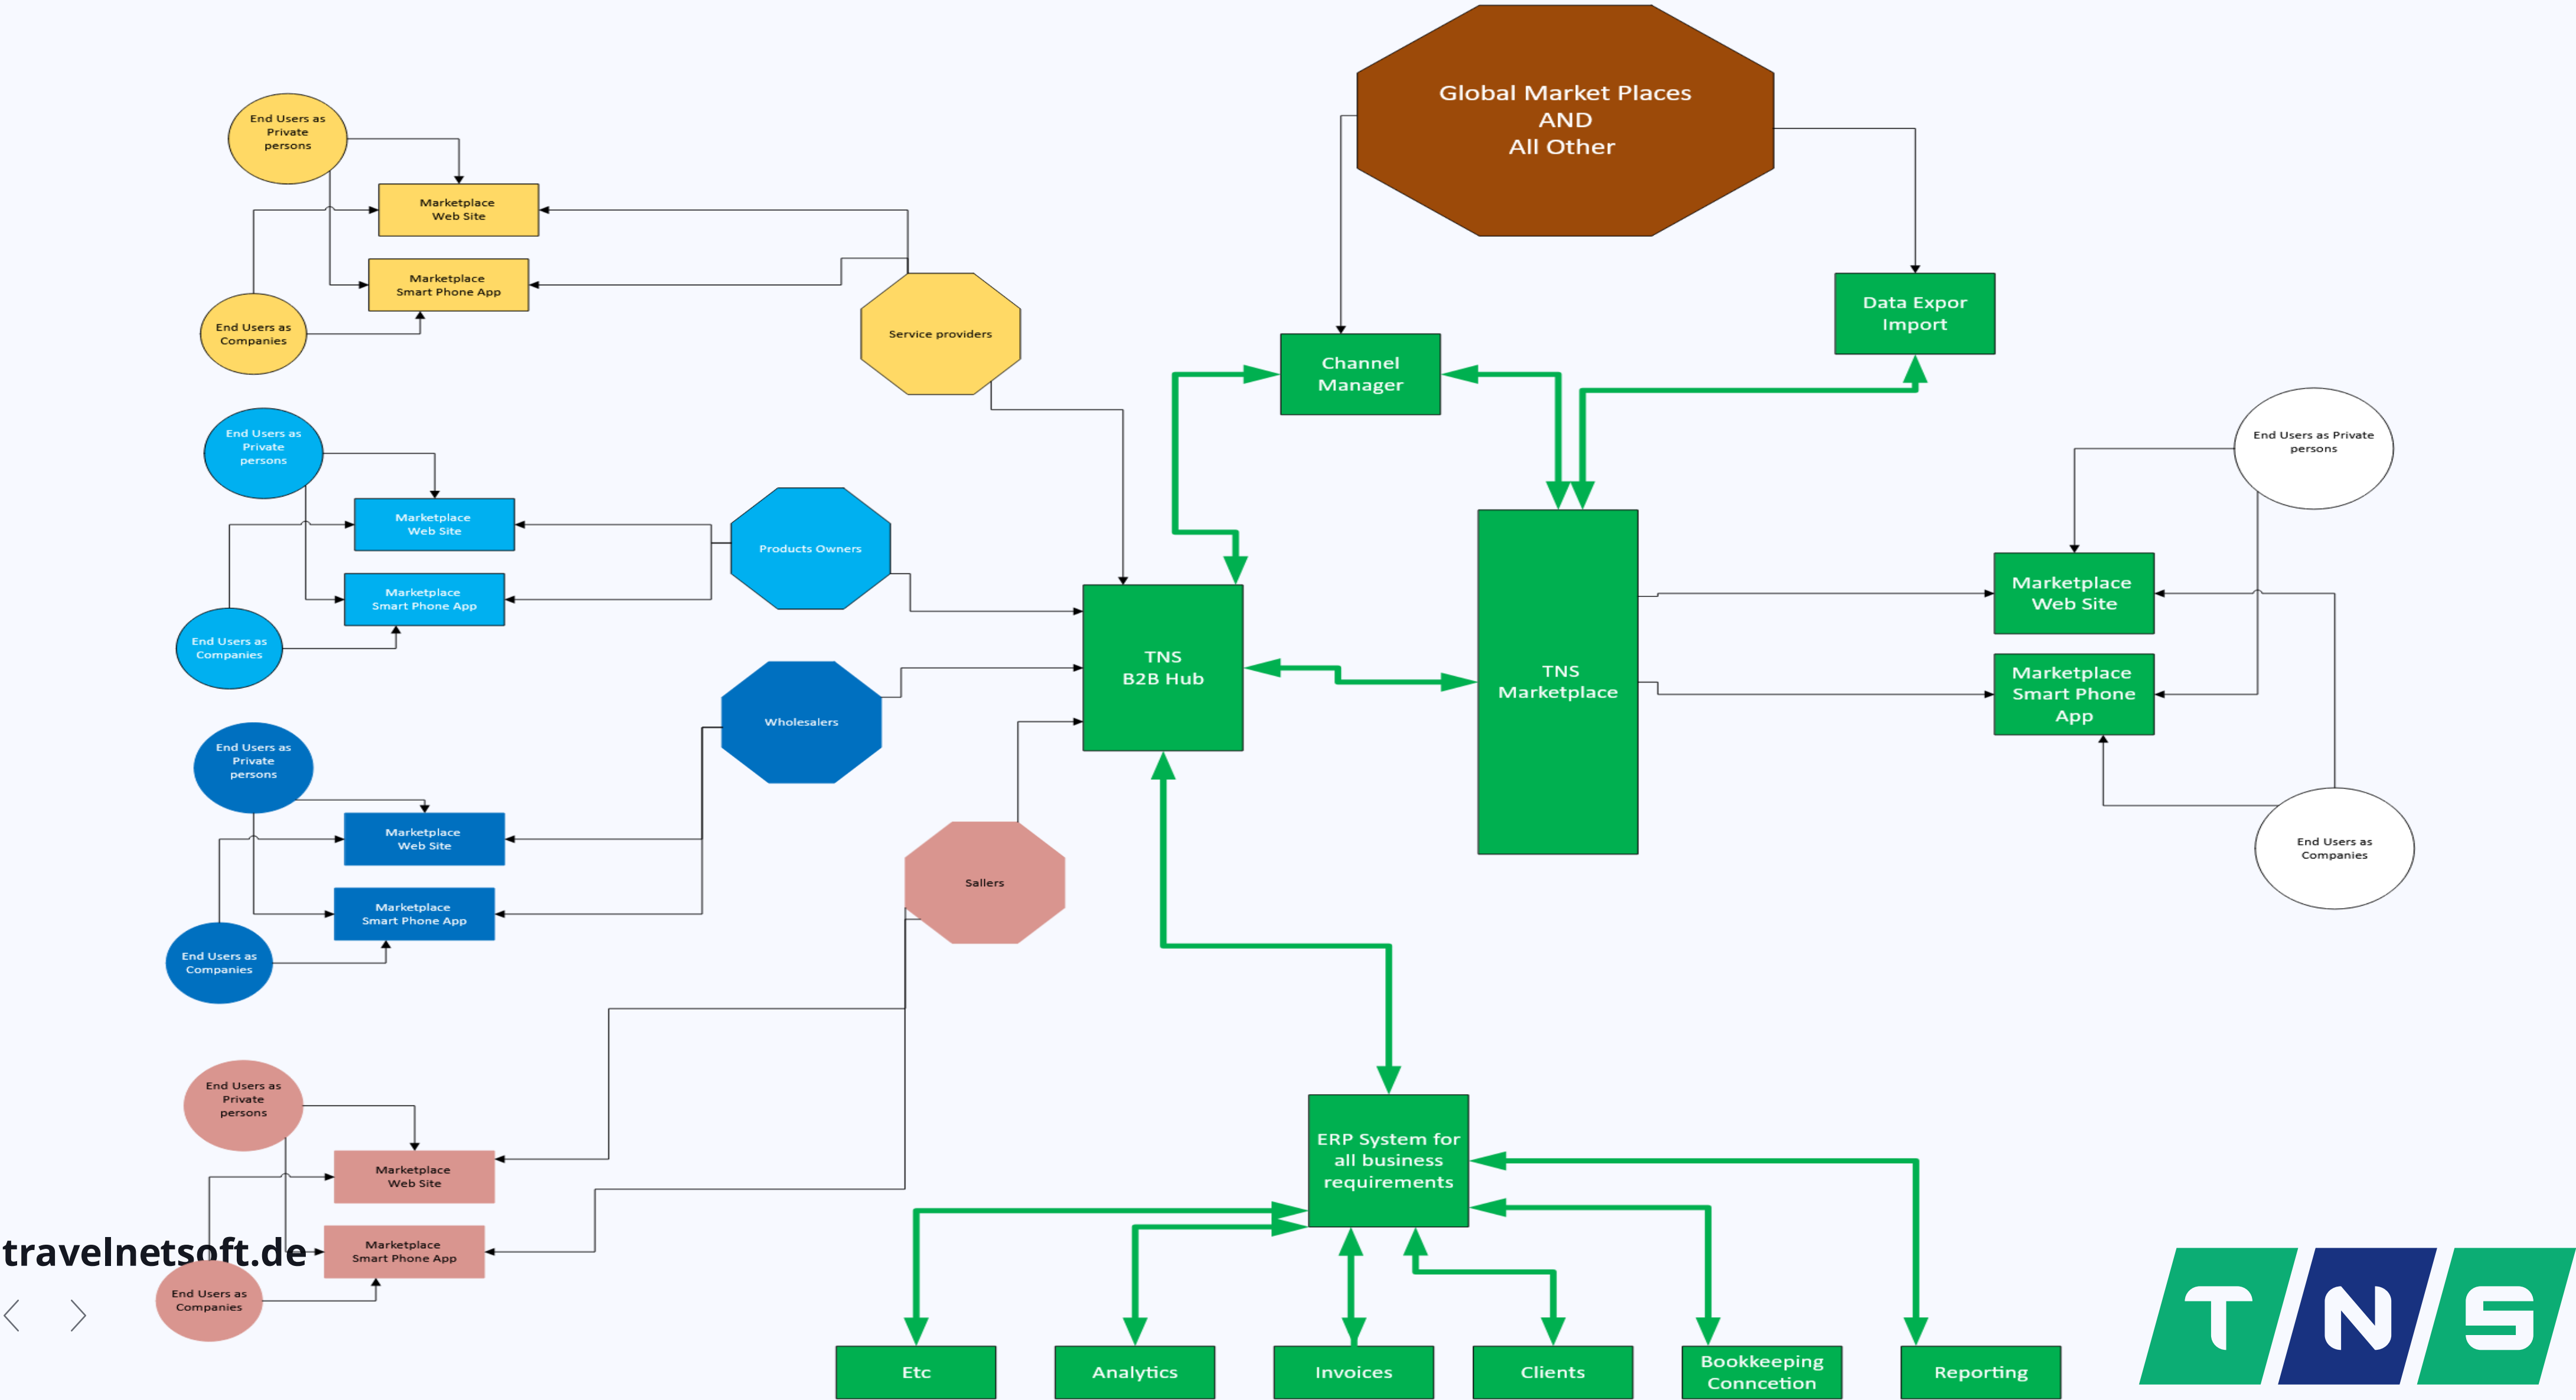 Global Market Places
AND
All Other
End Users as
Private
persons
Marketplace
Web Site
Marketplace
Smart Phone App
End Users as
Companies
Service providers
Data Expor
Import
Channel
Manager
End Users as
Private
persons
Marketplace
Web Site
Marketplace
Smart Phone App
End Users as
Companies
Products Owners
End Users as Private
persons
Marketplace
Web Site
Marketplace
Smart Phone
App
End Users as
Companies
TNS
B2B Hub
TNS
Marketplace
Wholesalers
End Users as
Private
persons
Marketplace
Web Site
Marketplace
Smart Phone App
End Users as
Companies
Sallers
End Users as
Private
persons
Marketplace
Web Site
Marketplace
Smart Phone App
End Users as
Companies
ERP System for
all business
requirements
travelnetsoft.de
Etc
Analytics
Invoices
Clients
Bookkeeping
Conncetion
Reporting
TNS